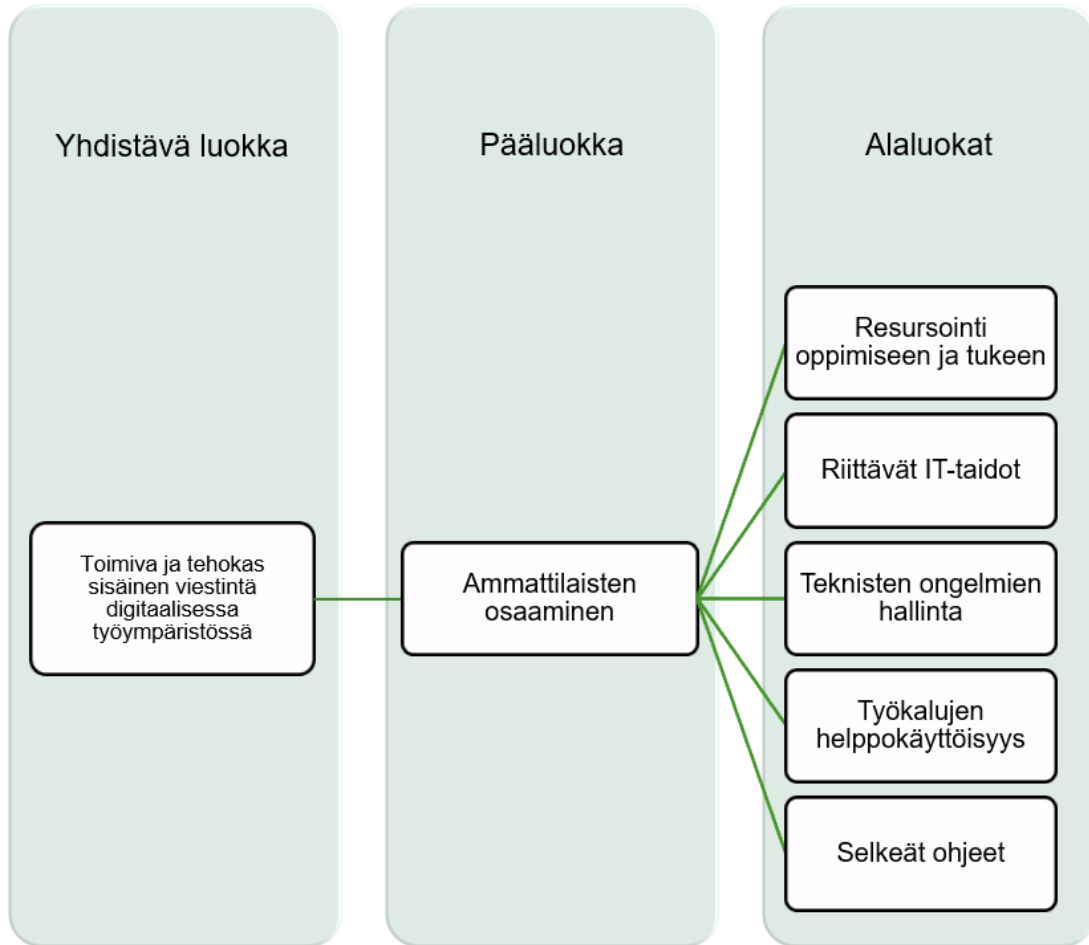 Yhdistävä luokka
Pääluokka
Alaluokat
Toimiva ja tehokas
sisäinen viestintä
digitaalisessa
työympäristössä
Ammattilaisten
osaaminen
Resursointi
oppimiseen ja tukeen
Riittävät IT-taidot
Teknisten ongelmien
hallinta
Työkalujen
helppokäyttöisyys
Selkeät ohjeet